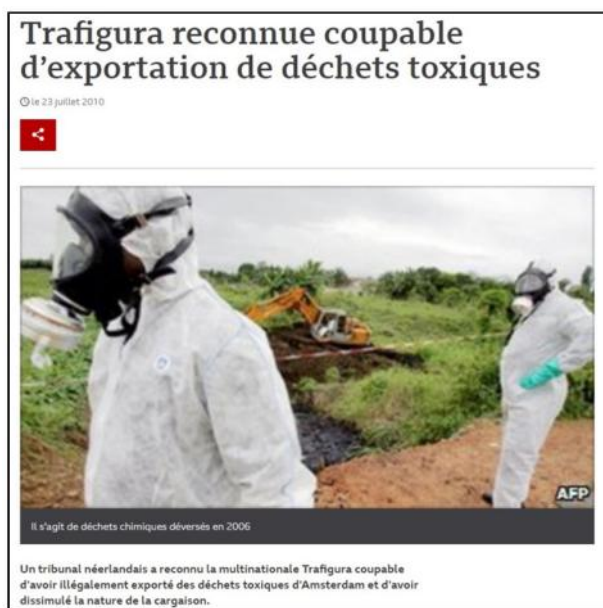 Trafigura reconnue coupable
d'exportation de déchets toxiques
le 23 juillet 2010
AFP
Il s'agit de déchets chimiques déversés en 2006
Un tribunal néerlandais a reconnu la multinationale Trafigura coupable
d'avoir illégalement exporté des déchets toxiques d'Amsterdam et d'avoir
dissimulé la nature de la cargaison.